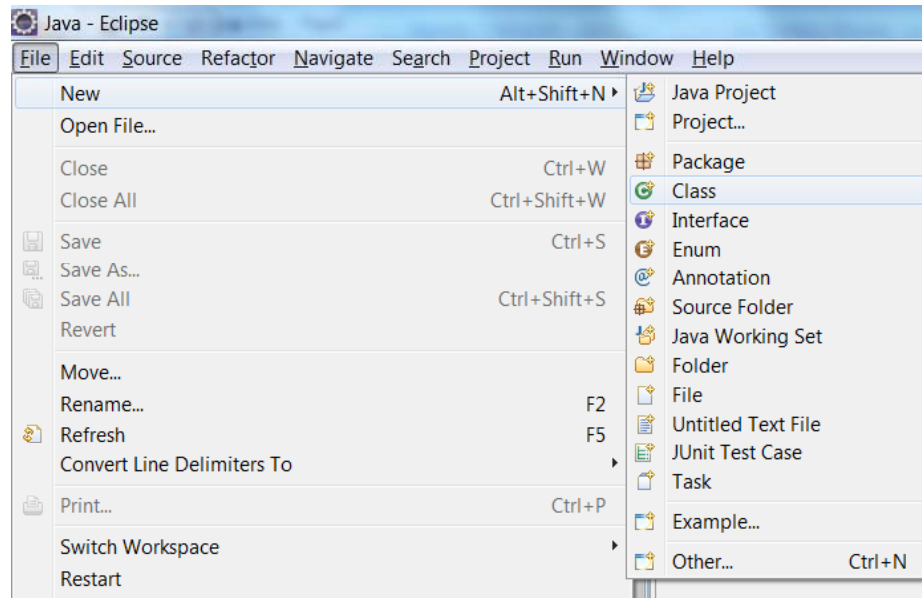 Java - Eclipse
File Edit Source Refactor Navigate Search Project Run Window Help
New Alt+Shift+N
Open File...
Close Ctrl+W
Close All Ctrl+Shift+W
Save Ctrl+S
Save As...
Save All Ctrl+Shift+S
Revert
Move...
Rename... F2
Refresh F5
Convert Line Delimiters To
Print... Ctrl+P
Switch Workspace
Restart
Java Project
Project...
Package
Class
Interface
Enum
Annotation
Source Folder
Java Working Set
Folder
File
Untitled Text File
JUnit Test Case
Task
Example...
Other... Ctrl+N